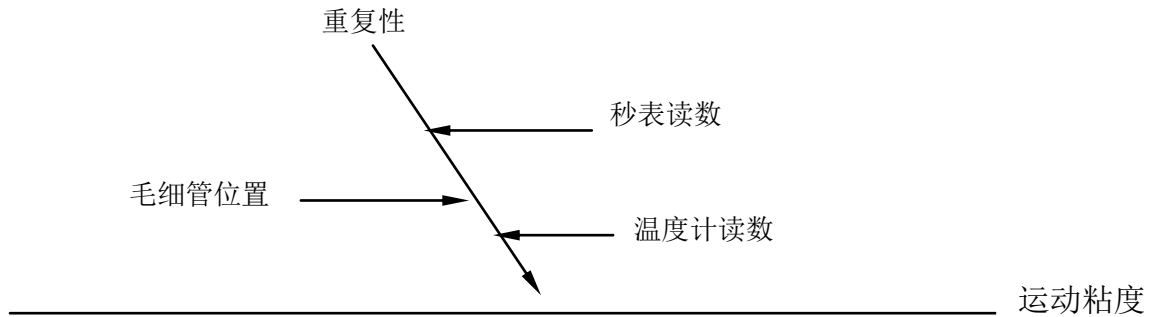 重复性
秒表读数
毛细管位置
温度计读数
运动粘度